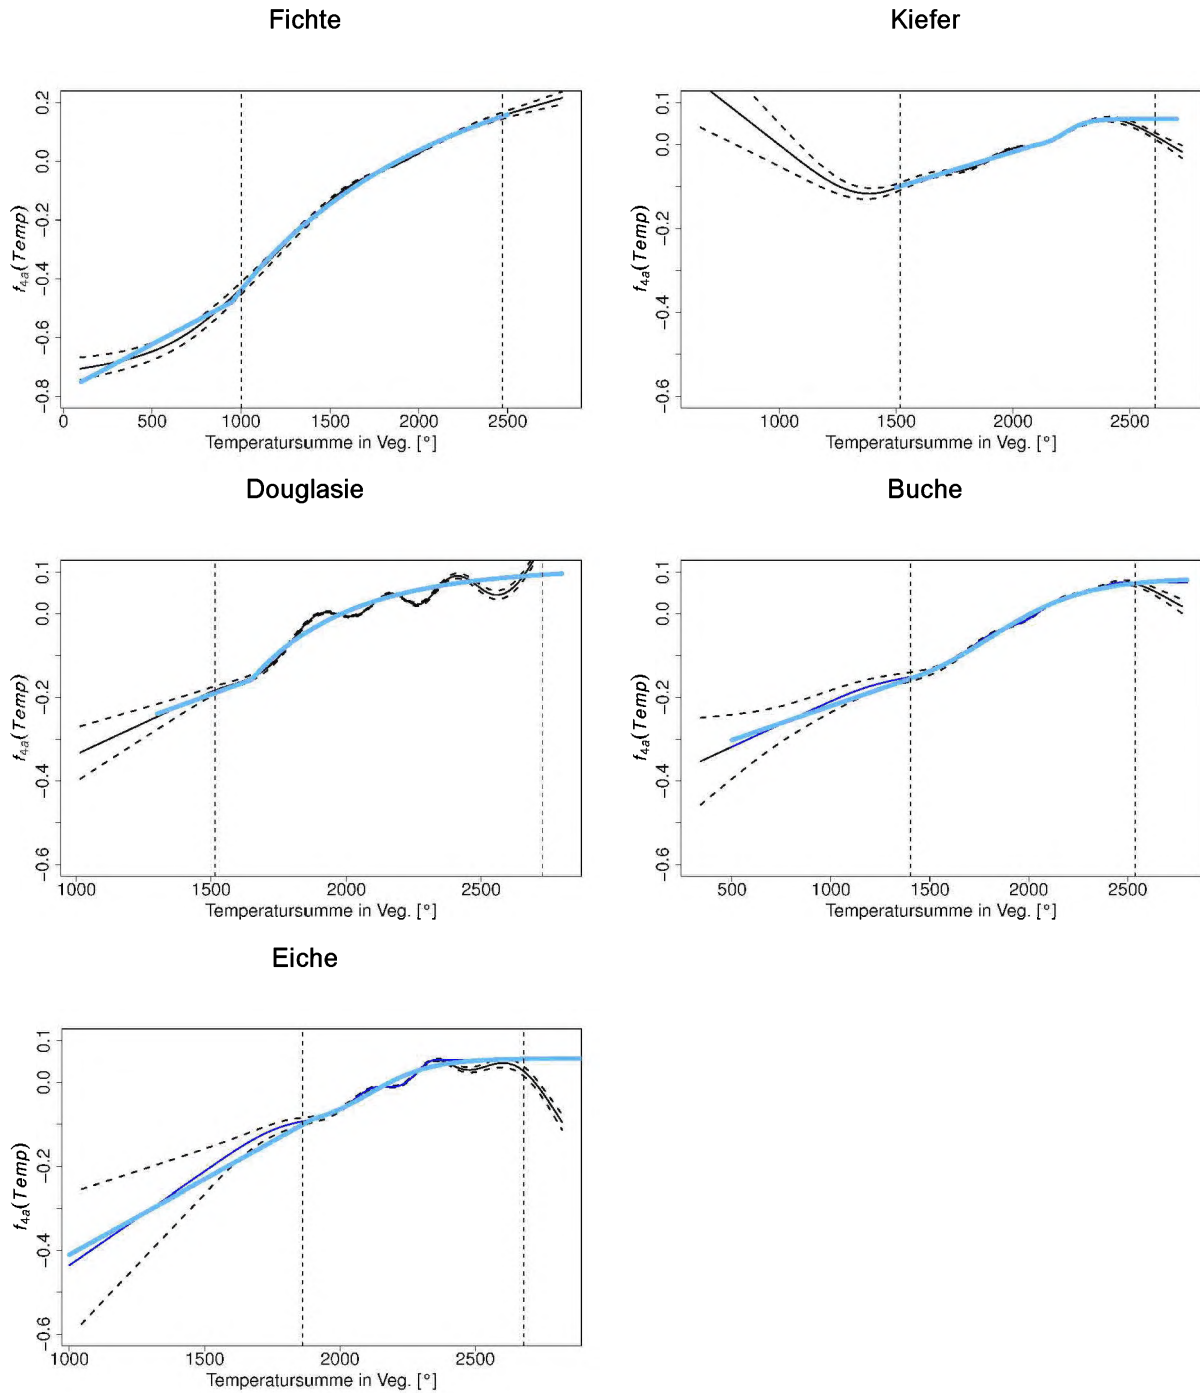 Fichte
Kiefer
f4a(Temp)
0.2
0.0
−0.2
−0.4
−0.6
−0.8
0 500 1000 1500 2000 2500
Temperatursumme in Veg. [°]
f4a(Temp)
0.1
0.0
−0.2
−0.4
−0.6
1000 1500 2000 2500
Temperatursumme in Veg. [°]
Douglasie
Buche
f4a(Temp)
0.1
0.0
−0.2
−0.4
−0.6
1000 1500 2000 2500
Temperatursumme in Veg. [°]
f4a(Temp)
0.1
0.0
−0.2
−0.4
−0.6
500 1000 1500 2000 2500
Temperatursumme in Veg. [°]
Eiche
f4a(Temp)
0.1
0.0
−0.2
−0.4
−0.6
1000 1500 2000 2500
Temperatursumme in Veg. [°]